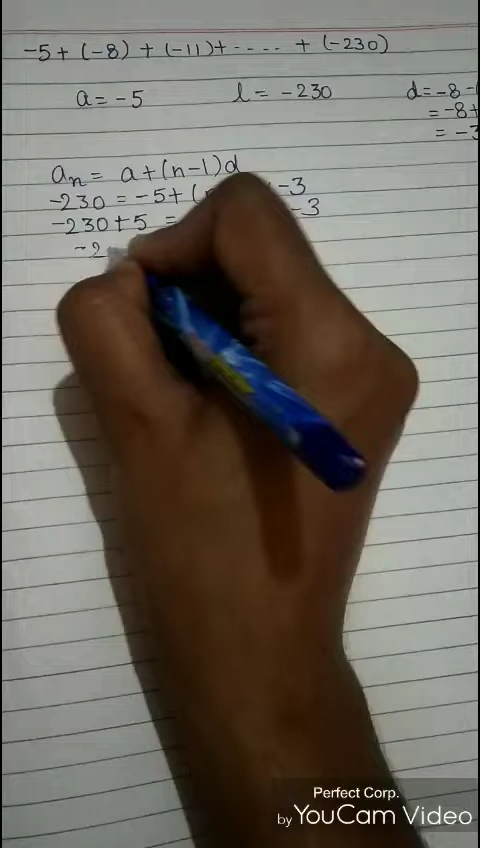 -5 + (-8) + (-11) + ..... + (-230)
a = -5 l = -230 d = -8 -
= -8 +
= -3
an = a + (n-1) d
-230 = -5 + ( -3
-230 + 5 = -3
-2
Perfect Corp.
by YouCam Video